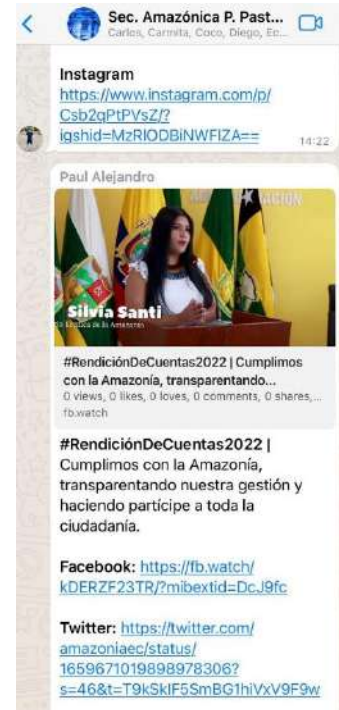 Sec. Amazónica P. Past...
Carlos, Carmita, Coco, Diego, Ec...
Instagram
https://www.instagram.com/p/
Csb2qPtPVsZ/?
igshid=MzRlODBiNWFlZA==
14:22
Paul Alejandro
Silvia Santi
de la Amazonía
#RendiciónDeCuentas2022 | Cumplimos
con la Amazonía, transparentando...
0 views, 0 likes, 0 loves, 0 comments, 0 shares,...
fb.watch
#RendiciónDeCuentas2022 |
Cumplimos con la Amazonía,
transparentando nuestra gestión y
haciendo partícipe a toda la
ciudadanía.
Facebook: https://fb.watch/
kDERZF23TR/?mibextid=DcJ9fc
Twitter: https://twitter.com/
amazoniaec/status/
1659671019898978306?
s=46&t=T9kSkIF5SmBG1hiVxV9F9w